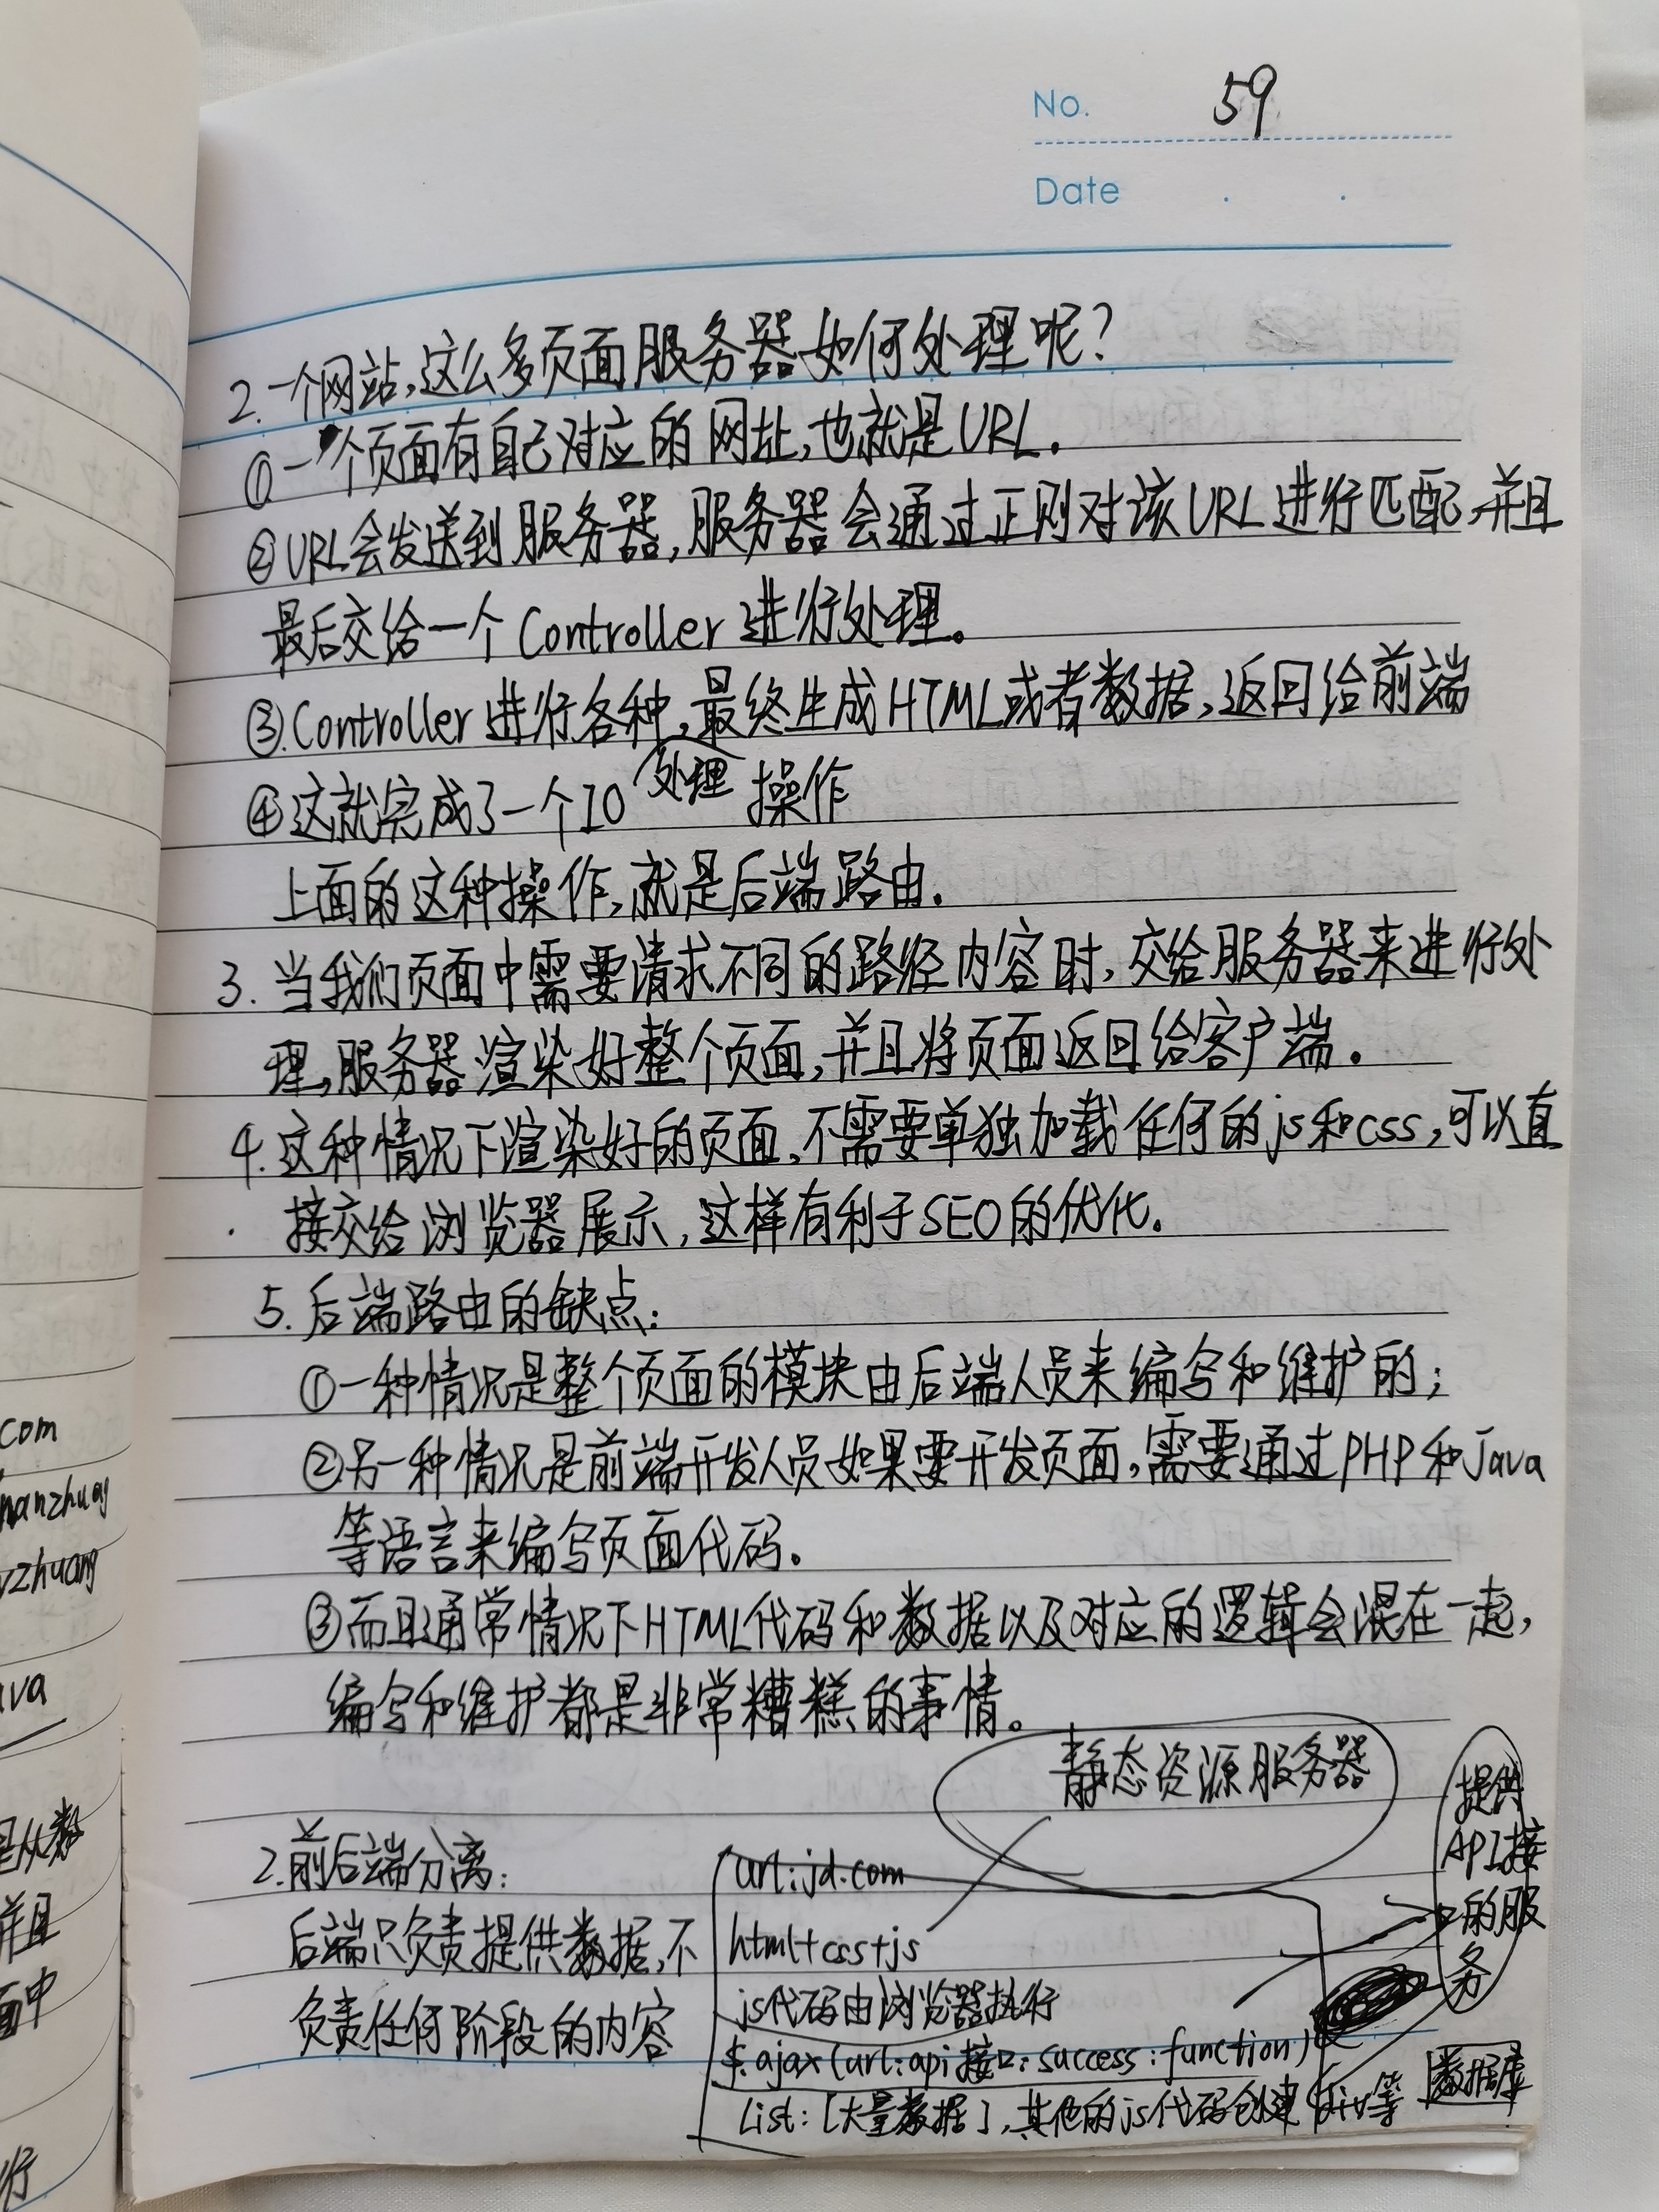 No. 59
Date
2.一个网站,这么多页面服务器如何处理呢?
①一个页面有自己对应的网址,也就是URL.
②URL会发送到服务器,服务器会通过正则对该URL进行匹配,并且
最后交给一个Controller进行处理。
③.Controller进行各种处理,最终生成HTML或者数据,返回给前端
④这就完成了一个IO操作
上面的这种操作,就是后端路由.
3.当我们页面中需要请求不同的路径内容时,交给服务器来进行处
理,服务器渲染好整个页面,并且将页面返回给客户端。
4.这种情况下渲染好的页面,不需要单独加载任何的js和css,可以直
接交给浏览器展示,这样有利于SEO的优化.
5.后端路由的缺点:
①一种情况是整个页面的模块由后端人员来编写和维护的;
②另一种情况是前端开发人员如果要开发页面,需要通过PHP和Java
等语言来编写页面代码.
③而且通常情况下HTML代码和数据以及对应的逻辑会混在一起,
编写和维护都是非常糟糕的事情。
静态资源服务器
提供
API接
口的服
务
2.前后端分离:
后端只负责提供数据,不
负责任何阶段的内容
url:jd.com
html+css+js
js代码由浏览器执行
$.ajax(url:api接口;success:function)
List:[大量数据],其他的js代码创建div等
数据库
com
nanzhuang
zhuang
ava
是从数
并且
面中
行